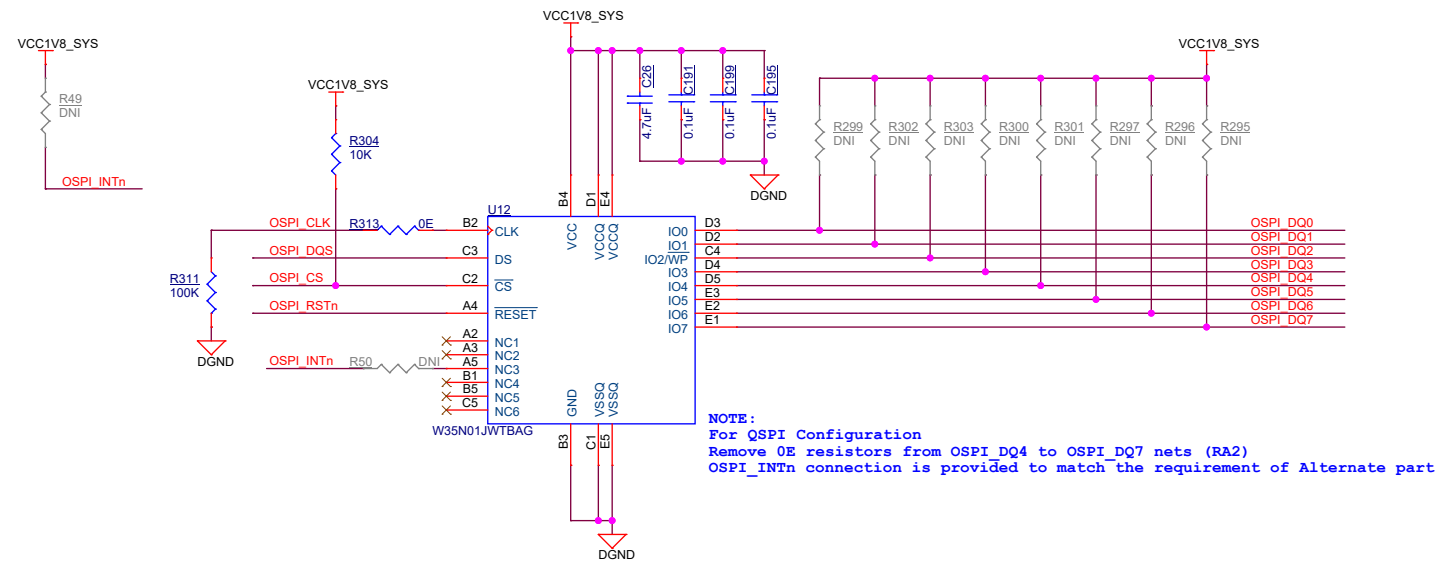 VCC1V8_SYS
VCC1V8_SYS
VCC1V8_SYS
VCC1V8_SYS
R49
DNI
OSPI_INTn
R304
10K
C26
4.7uF
C191
0.1uF
C199
0.1uF
C195
0.1uF
DGND
R299
DNI
R302
DNI
R303
DNI
R300
DNI
R301
DNI
R297
DNI
R296
DNI
R295
DNI
U12
B4
D1
E4
VCC
VCCQ
VCCQ
OSPI_CLK
R313
0E
B2
CLK
OSPI_DQS
C3
DS
OSPI_CS
C2
CS
OSPI_RSTn
A4
RESET
R311
100K
DGND
A2
NC1
A3
NC2
OSPI_INTn
R50
DNI
A5
NC3
B1
NC4
B5
NC5
C5
NC6
IO0
D3
OSPI_DQ0
IO1
D2
OSPI_DQ1
IO2/WP
C4
OSPI_DQ2
IO3
D4
OSPI_DQ3
IO4
D5
OSPI_DQ4
IO5
E3
OSPI_DQ5
IO6
E2
OSPI_DQ6
IO7
E1
OSPI_DQ7
GND
VSSQ
VSSQ
B3
C1
E5
W35N01JWTBAG
DGND
NOTE:
For QSPI Configuration
Remove 0E resistors from OSPI_DQ4 to OSPI_DQ7 nets (RA2)
OSPI_INTn connection is provided to match the requirement of Alternate part